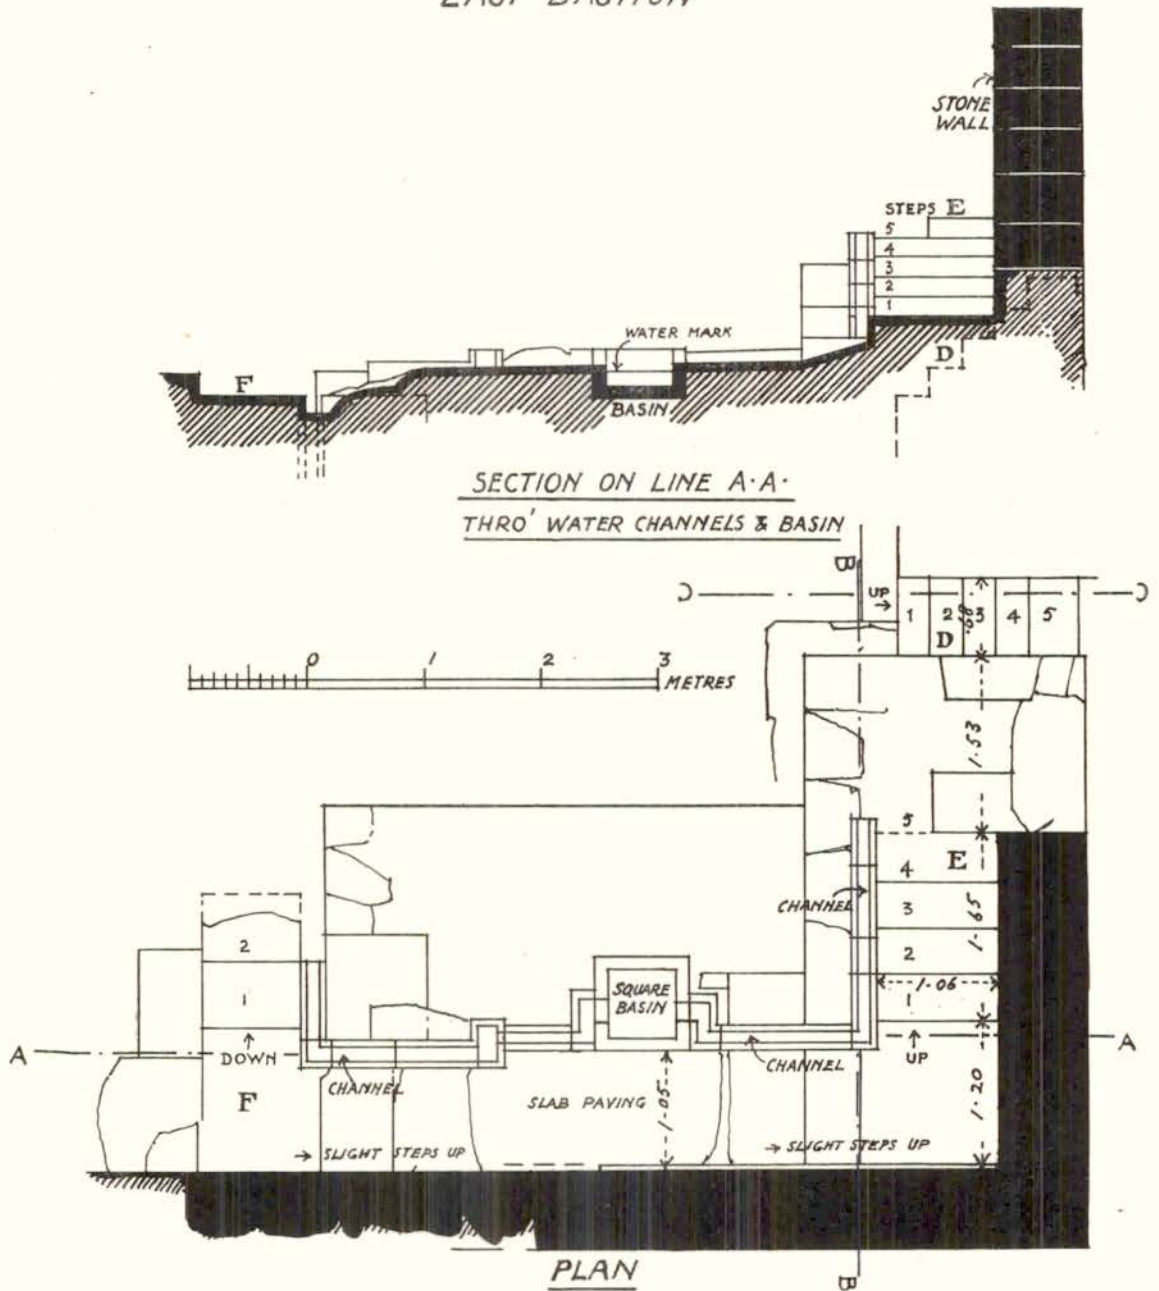 EAST BASTION
STONE
WALL
STEPS E
5
4
3
2
1
WATER MARK
D
F
BASIN
SECTION ON LINE A·A·
THRO' WATER CHANNELS & BASIN
B
UP
1 2 3 4 5
·68
D
0 1 2 3
METRES
1·53
5
E
4
CHANNEL
3
1·65
2
2
1·06
SQUARE
BASIN
1
1
A
DOWN
UP
A
CHANNEL
CHANNEL
F
SLAB PAVING
1·05
1·20
SLIGHT STEPS UP
SLIGHT STEPS UP
PLAN
B